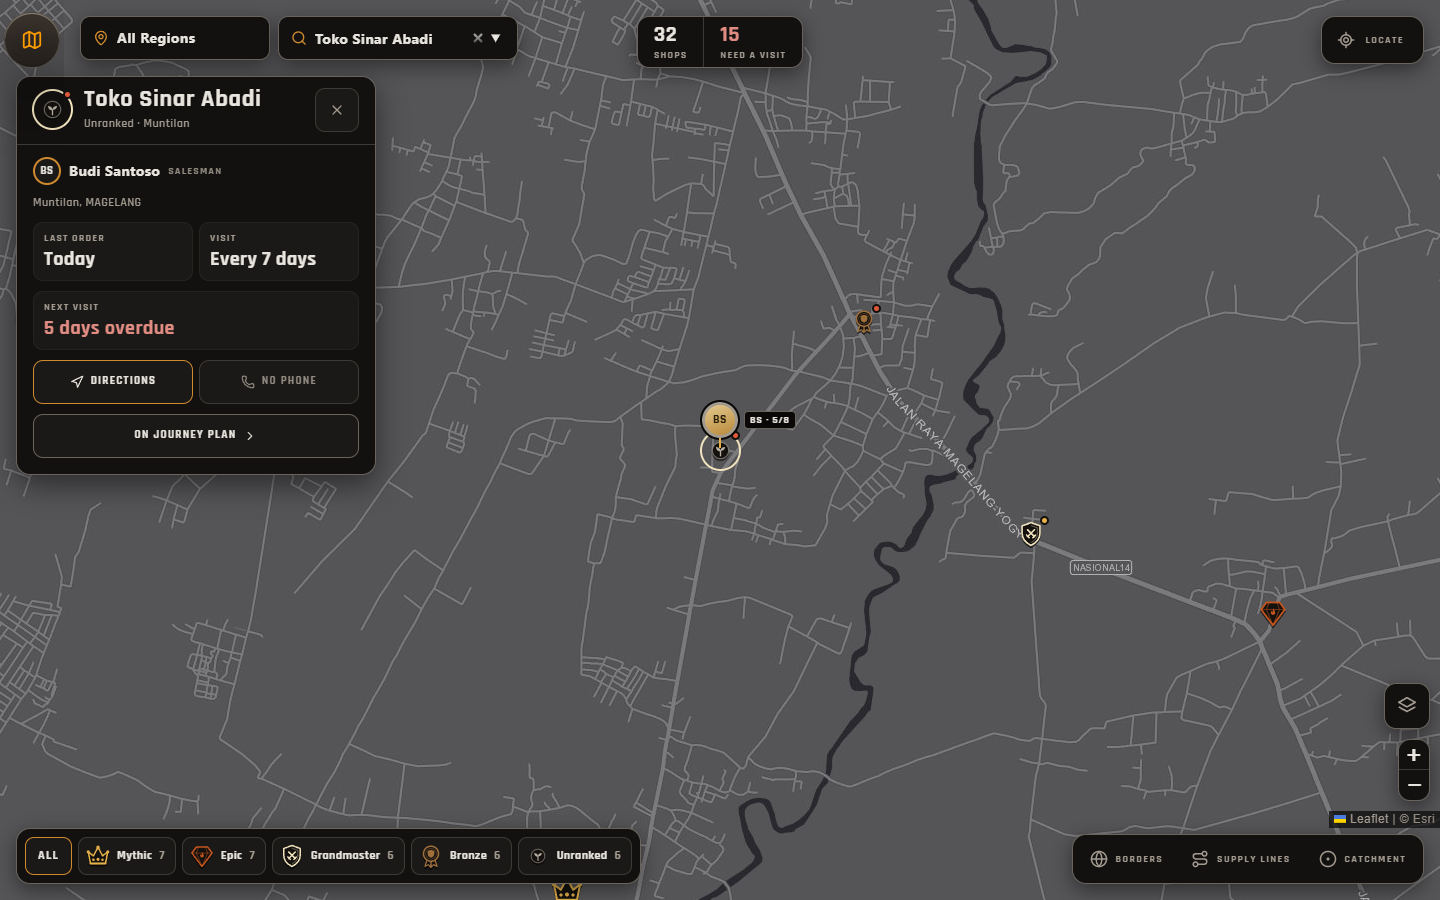 All Regions
Toko Sinar Abadi
32
SHOPS
15
NEED A VISIT
LOCATE
Toko Sinar Abadi
Unranked · Muntilan
BS
Budi Santoso SALESMAN
Muntilan, MAGELANG
LAST ORDER
Today
VISIT
Every 7 days
NEXT VISIT
5 days overdue
DIRECTIONS
NO PHONE
ON JOURNEY PLAN
BS
BS · 5/8
JALAN RAYA MAGELANG-YOGY
NASIONAL14
Leaflet | © Esri
ALL
Mythic 7
Epic 7
Grandmaster 6
Bronze 6
Unranked 6
BORDERS
SUPPLY LINES
CATCHMENT